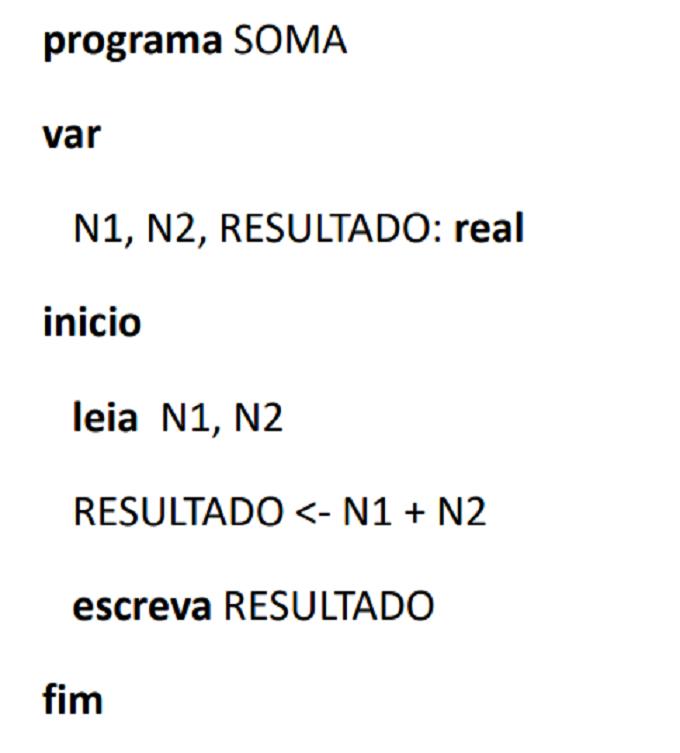 programa SOMA
var
N1, N2, RESULTADO: real
inicio
leia N1, N2
RESULTADO <- N1 + N2
escreva RESULTADO
fim